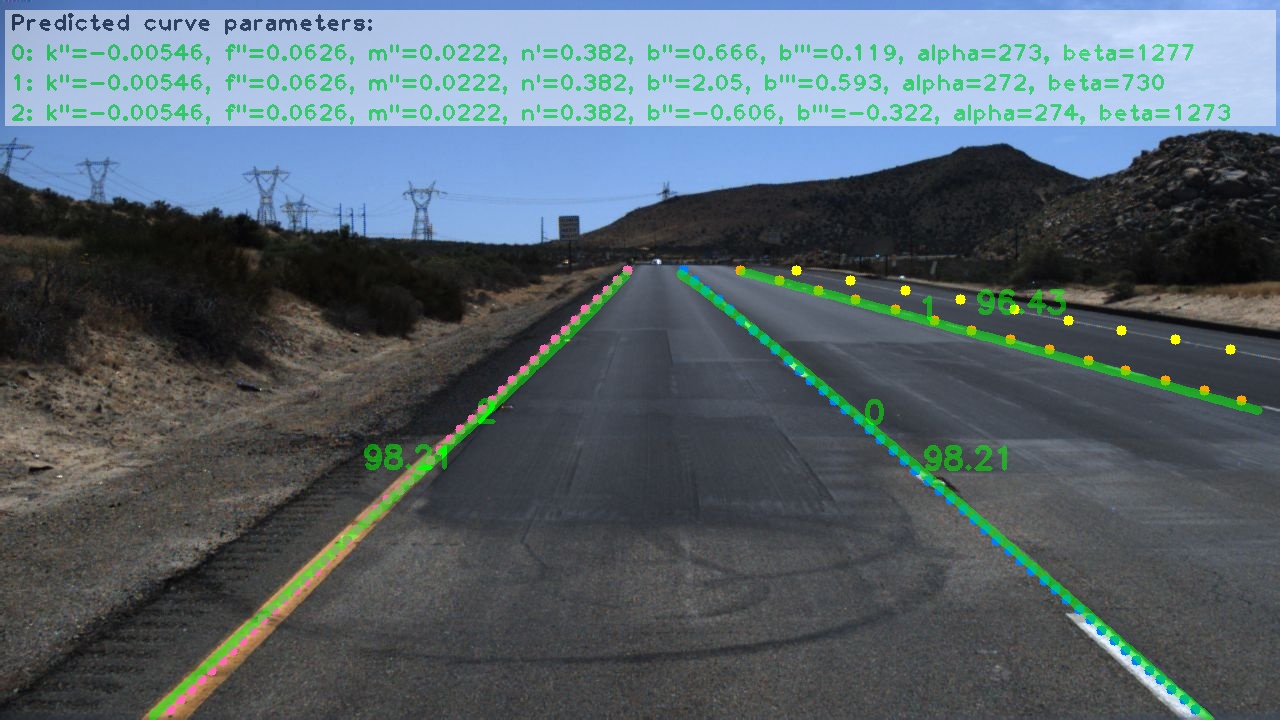 Predicted curve parameters:
0: k''=-0.00546, f''=0.0626, m''=0.0222, n'=0.382, b''=0.666, b'''=0.119, alpha=273, beta=1277
1: k''=-0.00546, f''=0.0626, m''=0.0222, n'=0.382, b''=2.05, b'''=0.593, alpha=272, beta=730
2: k''=-0.00546, f''=0.0626, m''=0.0222, n'=0.382, b''=-0.606, b'''=-0.322, alpha=274, beta=1273
1 96.43
2
0
98.21
98.21